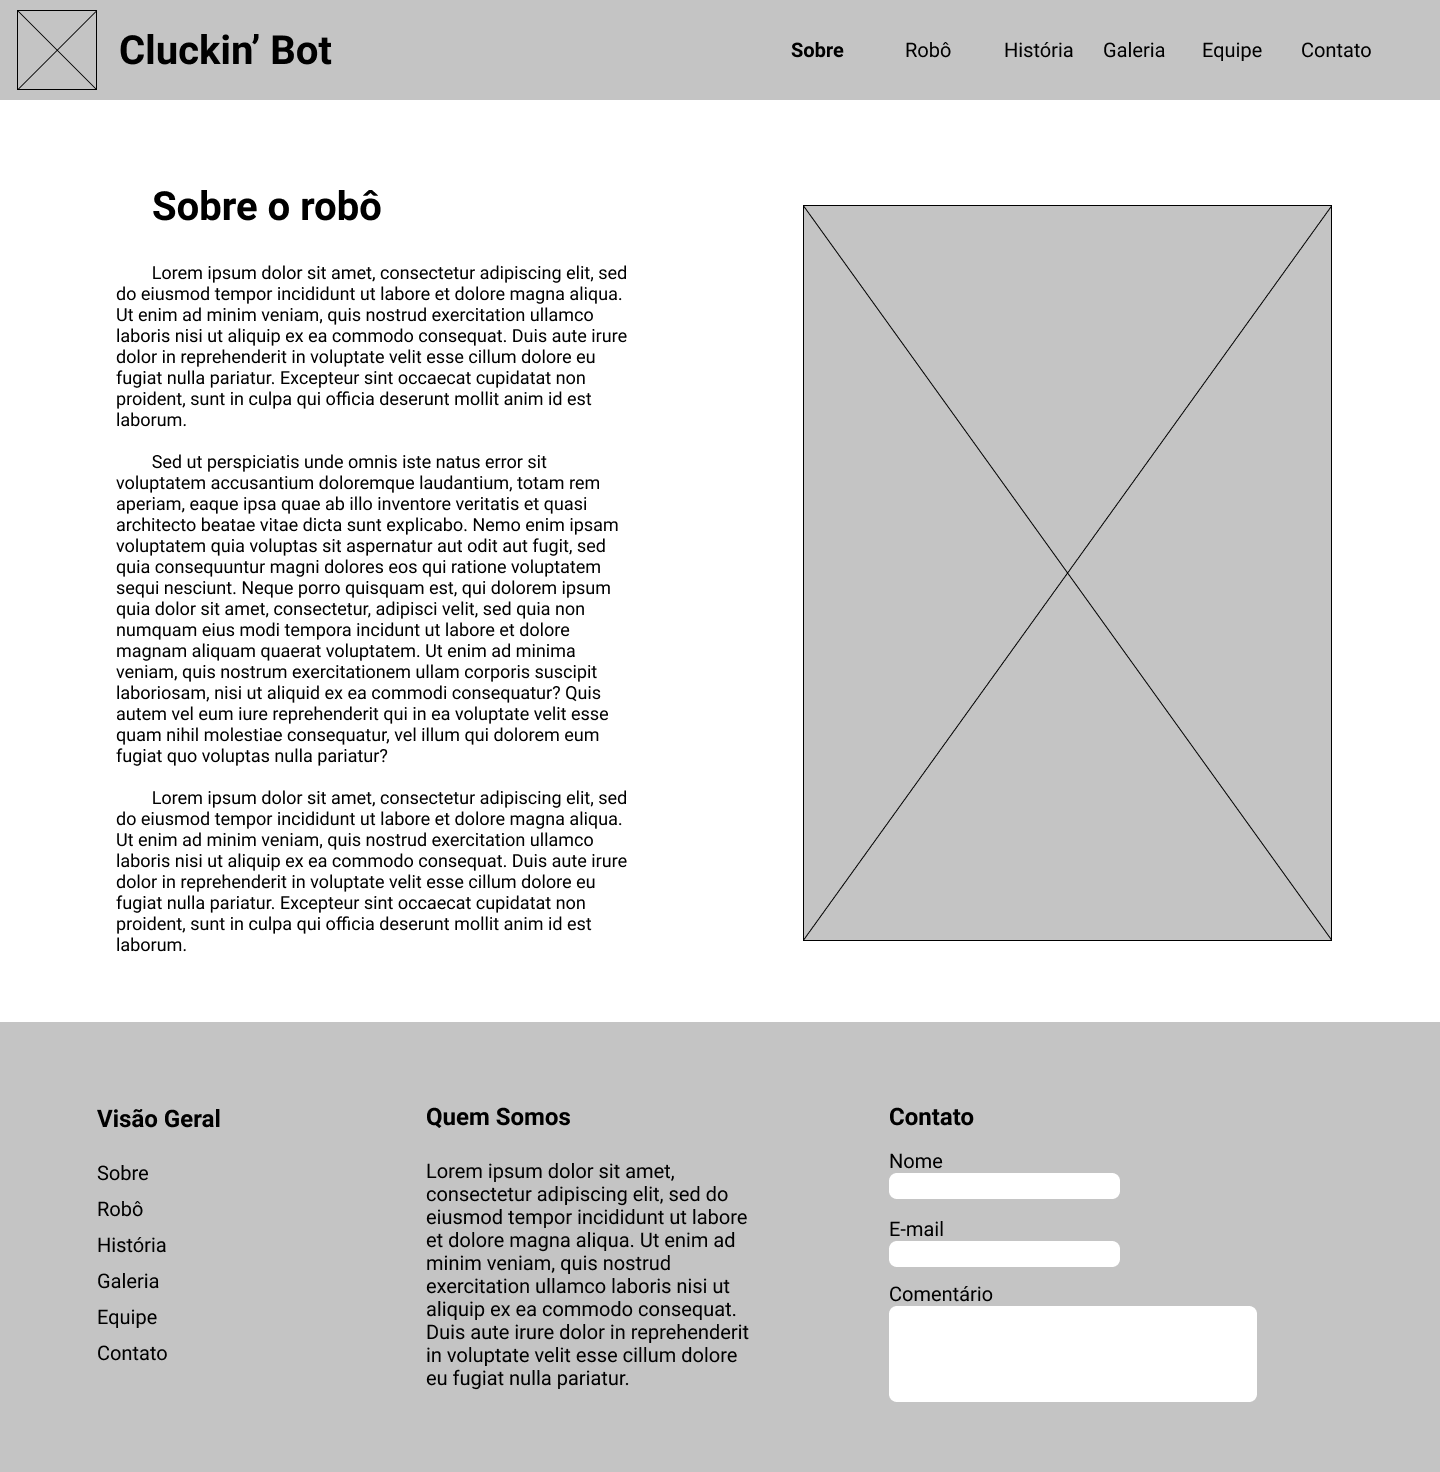 Cluckin’ Bot
Sobre Robô História Galeria Equipe Contato
Sobre o robô
Lorem ipsum dolor sit amet, consectetur adipiscing elit, sed
do eiusmod tempor incididunt ut labore et dolore magna aliqua.
Ut enim ad minim veniam, quis nostrud exercitation ullamco
laboris nisi ut aliquip ex ea commodo consequat. Duis aute irure
dolor in reprehenderit in voluptate velit esse cillum dolore eu
fugiat nulla pariatur. Excepteur sint occaecat cupidatat non
proident, sunt in culpa qui officia deserunt mollit anim id est
laborum.
Sed ut perspiciatis unde omnis iste natus error sit
voluptatem accusantium doloremque laudantium, totam rem
aperiam, eaque ipsa quae ab illo inventore veritatis et quasi
architecto beatae vitae dicta sunt explicabo. Nemo enim ipsam
voluptatem quia voluptas sit aspernatur aut odit aut fugit, sed
quia consequuntur magni dolores eos qui ratione voluptatem
sequi nesciunt. Neque porro quisquam est, qui dolorem ipsum
quia dolor sit amet, consectetur, adipisci velit, sed quia non
numquam eius modi tempora incidunt ut labore et dolore
magnam aliquam quaerat voluptatem. Ut enim ad minima
veniam, quis nostrum exercitationem ullam corporis suscipit
laboriosam, nisi ut aliquid ex ea commodi consequatur? Quis
autem vel eum iure reprehenderit qui in ea voluptate velit esse
quam nihil molestiae consequatur, vel illum qui dolorem eum
fugiat quo voluptas nulla pariatur?
Lorem ipsum dolor sit amet, consectetur adipiscing elit, sed
do eiusmod tempor incididunt ut labore et dolore magna aliqua.
Ut enim ad minim veniam, quis nostrud exercitation ullamco
laboris nisi ut aliquip ex ea commodo consequat. Duis aute irure
dolor in reprehenderit in voluptate velit esse cillum dolore eu
fugiat nulla pariatur. Excepteur sint occaecat cupidatat non
proident, sunt in culpa qui officia deserunt mollit anim id est
laborum.
Visão Geral
Sobre
Robô
História
Galeria
Equipe
Contato
Quem Somos
Lorem ipsum dolor sit amet,
consectetur adipiscing elit, sed do
eiusmod tempor incididunt ut labore
et dolore magna aliqua. Ut enim ad
minim veniam, quis nostrud
exercitation ullamco laboris nisi ut
aliquip ex ea commodo consequat.
Duis aute irure dolor in reprehenderit
in voluptate velit esse cillum dolore
eu fugiat nulla pariatur.
Contato
Nome
E-mail
Comentário